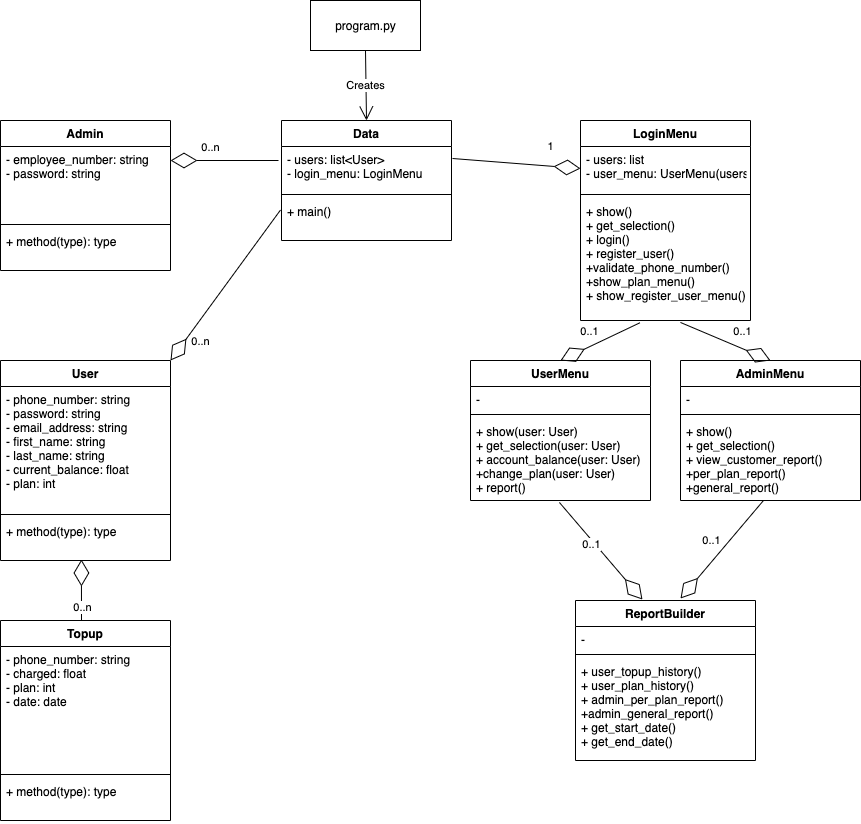 program.py
Creates
Admin
- employee_number: string
- password: string
+ method(type): type
0..n
Data
- users: list<User>
- login_menu: LoginMenu
+ main()
1
LoginMenu
- users: list
- user_menu: UserMenu(users
+ show()
+ get_selection()
+ login()
+ register_user()
+validate_phone_number()
+show_plan_menu()
+ show_register_user_menu()
0..n
0..1
0..1
User
- phone_number: string
- password: string
- email_address: string
- first_name: string
- last_name: string
- current_balance: float
- plan: int
+ method(type): type
UserMenu
-
+ show(user: User)
+ get_selection(user: User)
+ account_balance(user: User)
+change_plan(user: User)
+ report()
AdminMenu
-
+ show()
+ get_selection()
+ view_customer_report()
+per_plan_report()
+general_report()
0..1
0..1
0..n
Topup
- phone_number: string
- charged: float
- plan: int
- date: date
+ method(type): type
ReportBuilder
-
+ user_topup_history()
+ user_plan_history()
+ admin_per_plan_report()
+admin_general_report()
+ get_start_date()
+ get_end_date()